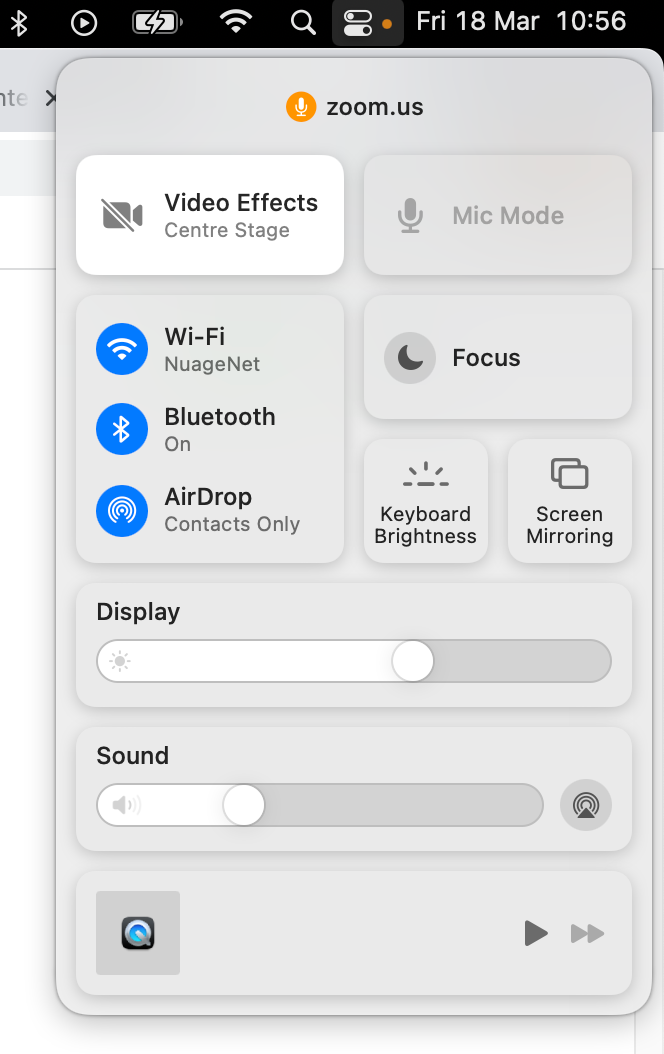 Fri 18 Mar 10:56
zoom.us
Video Effects
Centre Stage
Mic Mode
Wi-Fi
NuageNet
Bluetooth
On
AirDrop
Contacts Only
Focus
Keyboard
Brightness
Screen
Mirroring
Display
Sound